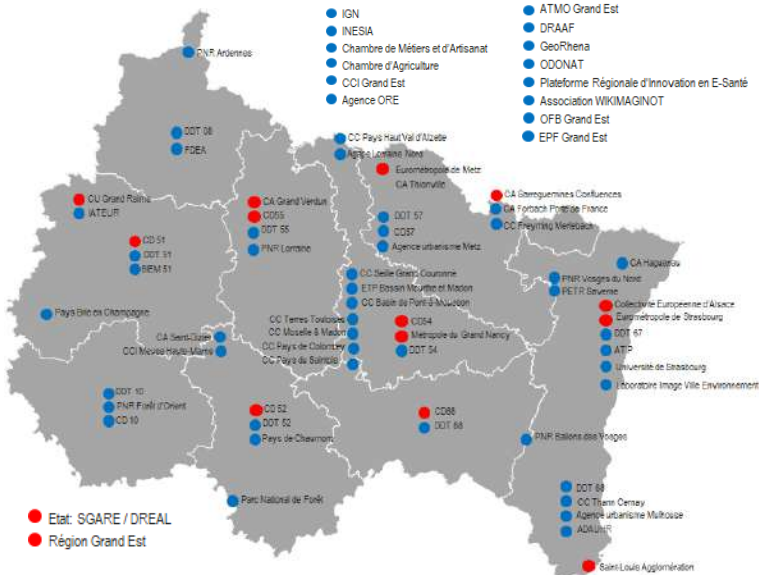 IGN
INESIA
Chambre de Métiers et d'Artisanat
Chambre d'Agriculture
CCI Grand Est
Agence ORE
ATMO Grand Est
DRAAF
GeoRhena
ODONAT
Plateforme Régionale d'Innovation en E-Santé
Association WIKIMAGINOT
OFB Grand Est
EPF Grand Est
PNR Ardennes
DDT 08
FDEA
CC Pays Haut Val d'Alzette
Agape Lorraine Nord
Eurométropole de Metz
CA Thionville
DDT 57
CD57
Agence urbanisme Metz
CA Sarreguemines Confluences
CA Forbach Porte de France
CC Freyming Merlebach
CU Grand Reims
IATEUR
CD 51
DDT 51
Pays Brie en Champagne
CA Grand Verdun
CD55
DDT 55
PNR Lorraine
CC Seille Grand Couronné
ETP Bassin Meurthe et Madon
CC Bassin de Pont-à-Mousson
CC Terres Touloises
CC Moselle & Madon
CC Pays de Colombey
CC Pays du Saintois
CD54
Métropole du Grand Nancy
DDT 54
CA Haguenau
PNR Vosges du Nord
PETR Saverne
Collectivité Européenne d'Alsace
Eurométropole de Strasbourg
DDT 67
ATIP
Université de Strasbourg
Laboratoire Image Ville Environnement
CA Saint-Dizier
CCI Meuse Haute-Marne
DDT 10
PNR Forêt d'Orient
CD 10
CD 52
DDT 52
Pays de Chaumont
Parc National de Forêt
CD88
DDT 88
PNR Ballons des Vosges
DDT 68
CC Thann Cernay
Agence urbanisme Mulhouse
ADAUHR
Saint-Louis Agglomération
Etat: SGARE / DREAL
Région Grand Est